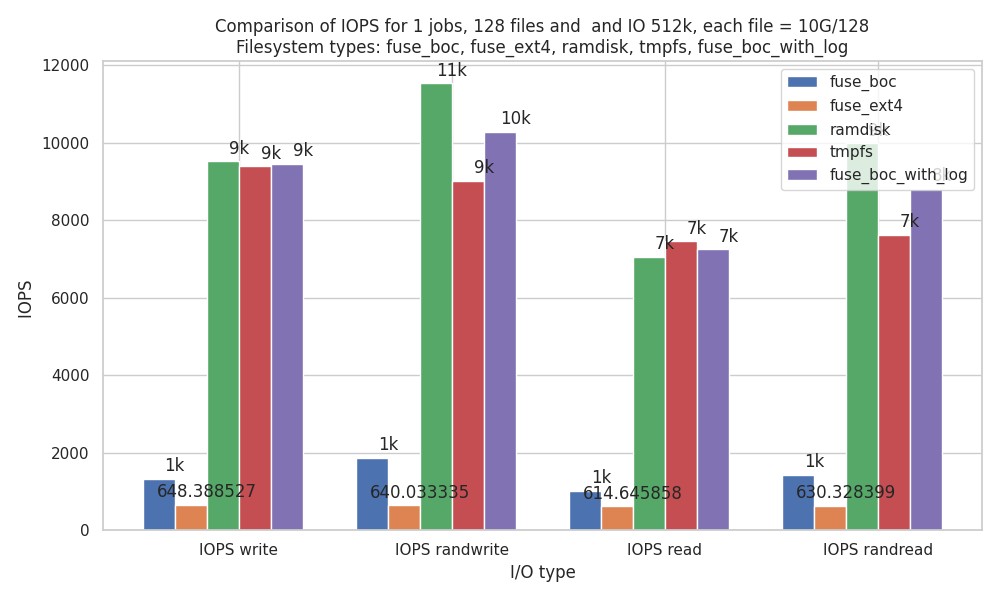 Comparison of IOPS for 1 jobs, 128 files and  and IO 512k, each file = 10G/128
Filesystem types: fuse_boc, fuse_ext4, ramdisk, tmpfs, fuse_boc_with_log
12000
10000
8000
6000
4000
2000
0
IOPS
fuse_boc
fuse_ext4
ramdisk
tmpfs
fuse_boc_with_log
1k
648.388527
9k
9k
9k
1k
640.033335
11k
9k
10k
1k
614.645858
7k
7k
7k
1k
630.328399
7k
8k
IOPS write
IOPS randwrite
IOPS read
IOPS randread
I/O type